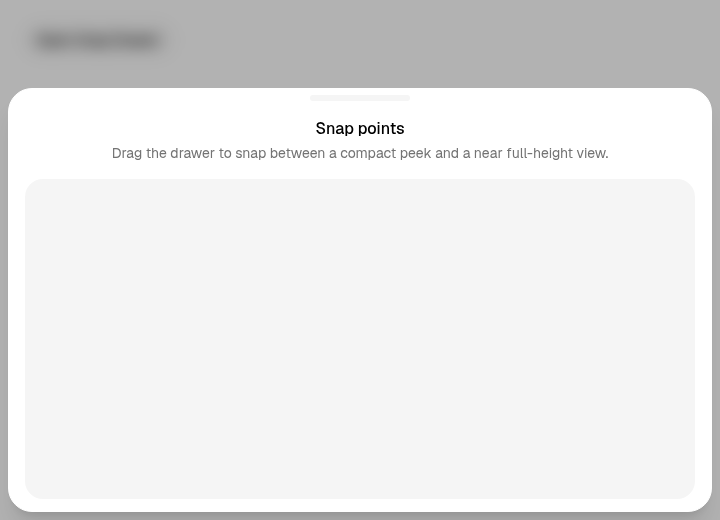 Snap points
Drag the drawer to snap between a compact peek and a near full-height view.